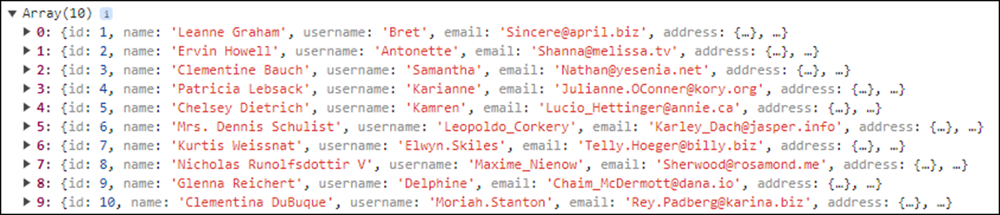 ▼ Array(10) i
▶ 0: {id: 1, name: 'Leanne Graham', username: 'Bret', email: 'Sincere@april.biz', address: {…}, …}
▶ 1: {id: 2, name: 'Ervin Howell', username: 'Antonette', email: 'Shanna@melissa.tv', address: {…}, …}
▶ 2: {id: 3, name: 'Clementine Bauch', username: 'Samantha', email: 'Nathan@yesenia.net', address: {…}, …}
▶ 3: {id: 4, name: 'Patricia Lebsack', username: 'Karianne', email: 'Julianne.OConner@kory.org', address: {…}, …}
▶ 4: {id: 5, name: 'Chelsey Dietrich', username: 'Kamren', email: 'Lucio_Hettinger@annie.ca', address: {…}, …}
▶ 5: {id: 6, name: 'Mrs. Dennis Schulist', username: 'Leopoldo_Corkery', email: 'Karley_Dach@jasper.info', address: {…}, …}
▶ 6: {id: 7, name: 'Kurtis Weissnat', username: 'Elwyn.Skiles', email: 'Telly.Hoeger@billy.biz', address: {…}, …}
▶ 7: {id: 8, name: 'Nicholas Runolfsdottir V', username: 'Maxime_Nienow', email: 'Sherwood@rosamond.me', address: {…}, …}
▶ 8: {id: 9, name: 'Glenna Reichert', username: 'Delphine', email: 'Chaim_McDermott@dana.io', address: {…}, …}
▶ 9: {id: 10, name: 'Clementina DuBuque', username: 'Moriah.Stanton', email: 'Rey.Padberg@karina.biz', address: {…}, …}